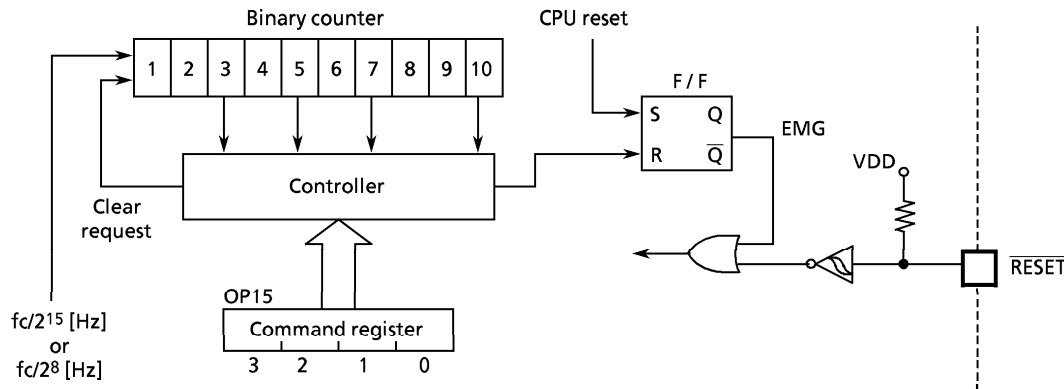 Binary counter
CPU reset
1 2 3 4 5 6 7 8 9 10
F / F
S Q
EMG
R Q̅
VDD
Controller
Clear
request
R̅E̅S̅E̅T̅
OP15
fc/2¹⁵ [Hz]
or
fc/2⁸ [Hz]
Command register
3 2 1 0